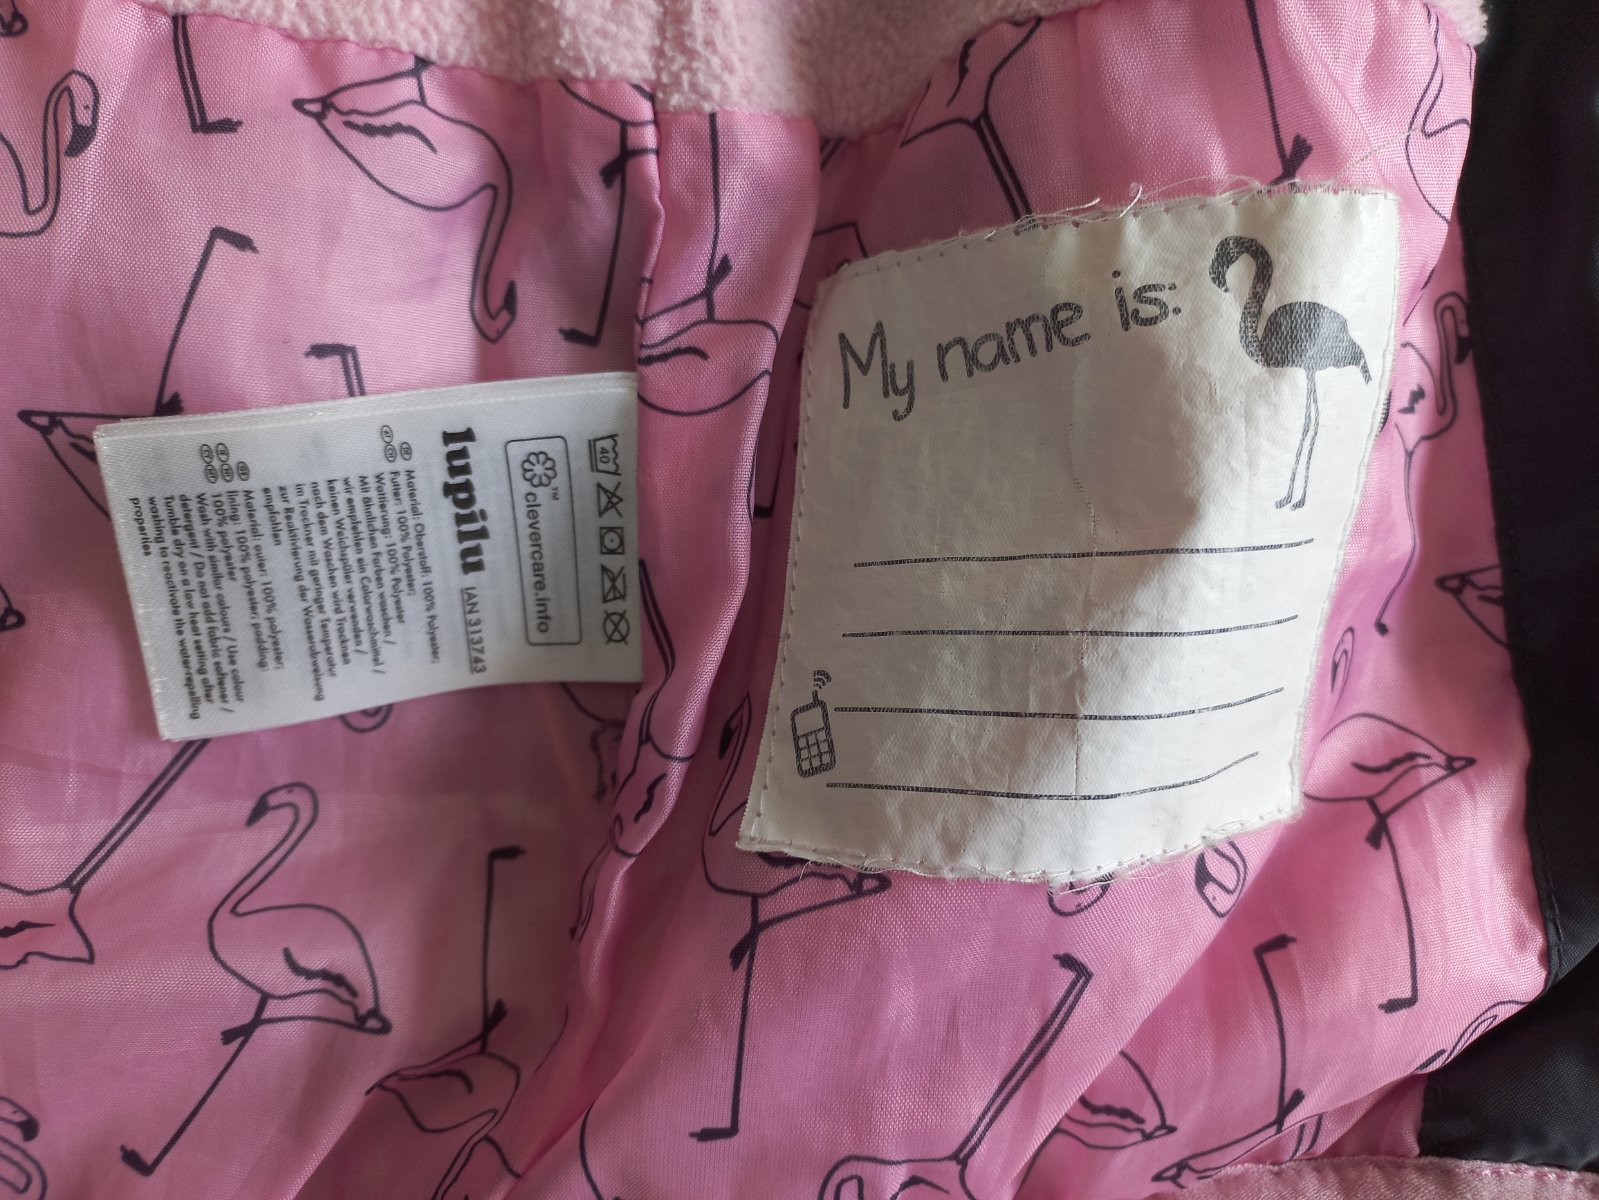 40
clevercare.info
lupilu IAN 313743
DE AT CH Material: Oberstoff: 100% Polyester;
Futter: 100% Polyester;
Wattierung: 100% Polyester
Mit ähnlichen Farben waschen /
wir empfehlen ein Colorwaschmittel /
keinen Weichspüler verwenden /
nach dem Waschen wird Trocknen
im Trockner mit geringer Temperatur
zur Reaktivierung der Wasserabweisung
empfohlen
Material: outer: 100% polyester;
lining: 100% polyester; padding:
100% polyester
Wash with similar colours / Use colour
detergent / Do not add fabric softener /
Tumble dry on a low heat setting after
washing to reactivate the water-repelling
properties
My name is: